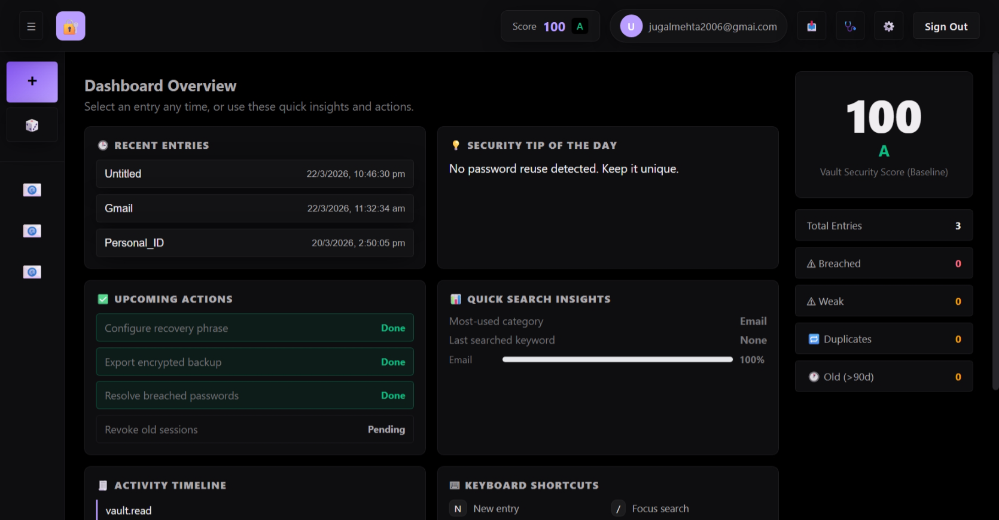 Score 100 A
U jugalmehta2006@gmai.com
Sign Out
+
Dashboard Overview
Select an entry any time, or use these quick insights and actions.
RECENT ENTRIES
Untitled 22/3/2026, 10:46:30 pm
Gmail 22/3/2026, 11:32:34 am
Personal_ID 20/3/2026, 2:50:05 pm
SECURITY TIP OF THE DAY
No password reuse detected. Keep it unique.
UPCOMING ACTIONS
Configure recovery phrase Done
Export encrypted backup Done
Resolve breached passwords Done
Revoke old sessions Pending
QUICK SEARCH INSIGHTS
Most-used category Email
Last searched keyword None
Email 100%
ACTIVITY TIMELINE
vault.read
KEYBOARD SHORTCUTS
N New entry
/ Focus search
100
A
Vault Security Score (Baseline)
Total Entries 3
⚠ Breached 0
⚠ Weak 0
Duplicates 0
Old (>90d) 0